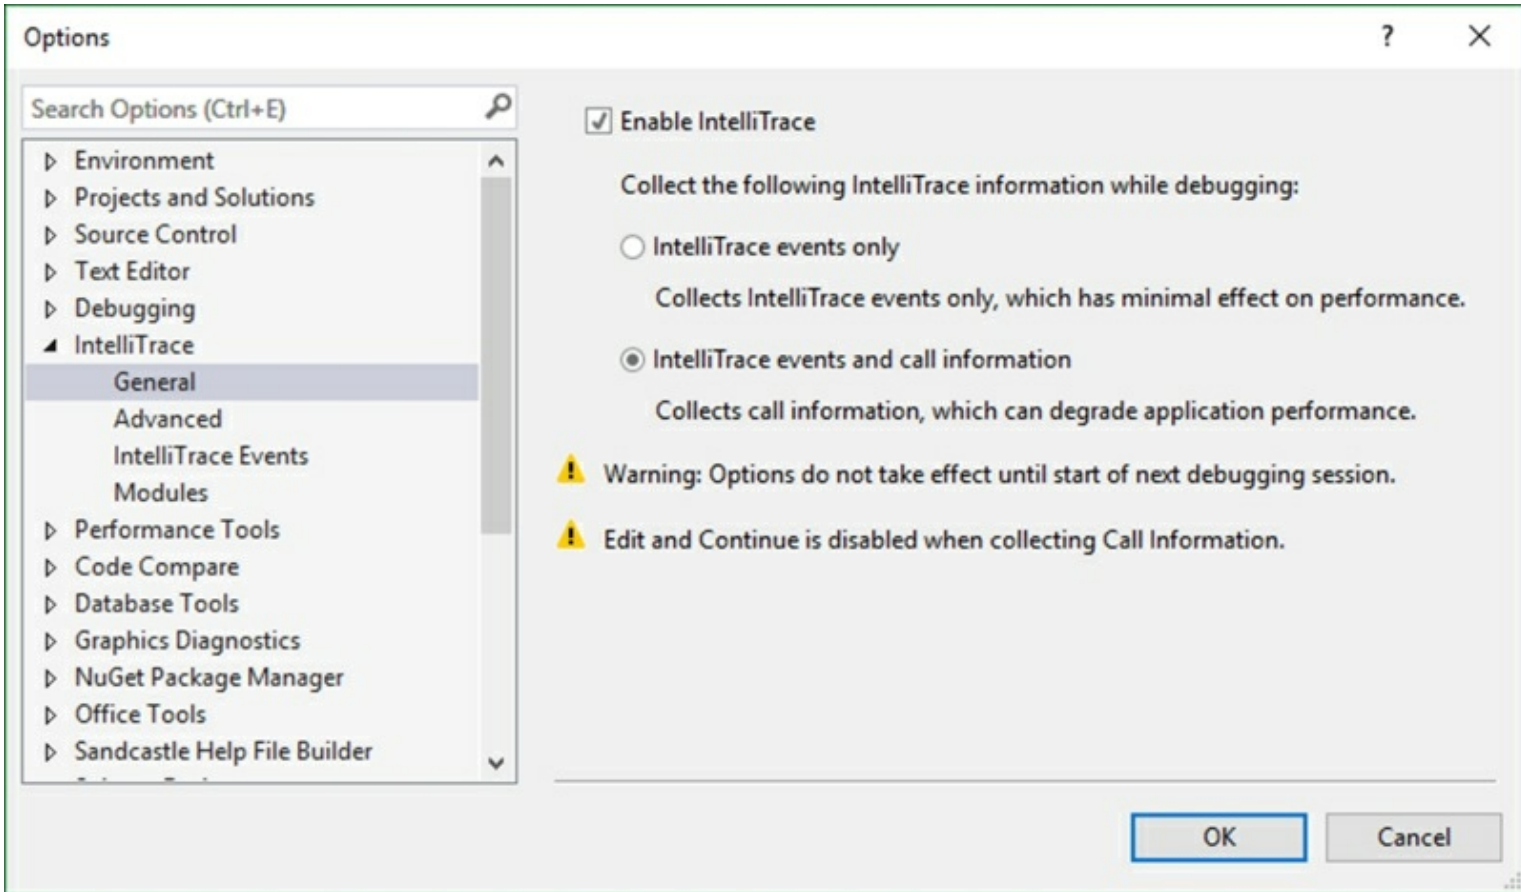 Options
?
Search Options (Ctrl+E)
Environment
Projects and Solutions
Source Control
Text Editor
Debugging
IntelliTrace
General
Advanced
IntelliTrace Events
Modules
Performance Tools
Code Compare
Database Tools
Graphics Diagnostics
NuGet Package Manager
Office Tools
Sandcastle Help File Builder
Enable IntelliTrace
Collect the following IntelliTrace information while debugging:
IntelliTrace events only
Collects IntelliTrace events only, which has minimal effect on performance.
IntelliTrace events and call information
Collects call information, which can degrade application performance.
Warning: Options do not take effect until start of next debugging session.
Edit and Continue is disabled when collecting Call Information.
OK
Cancel